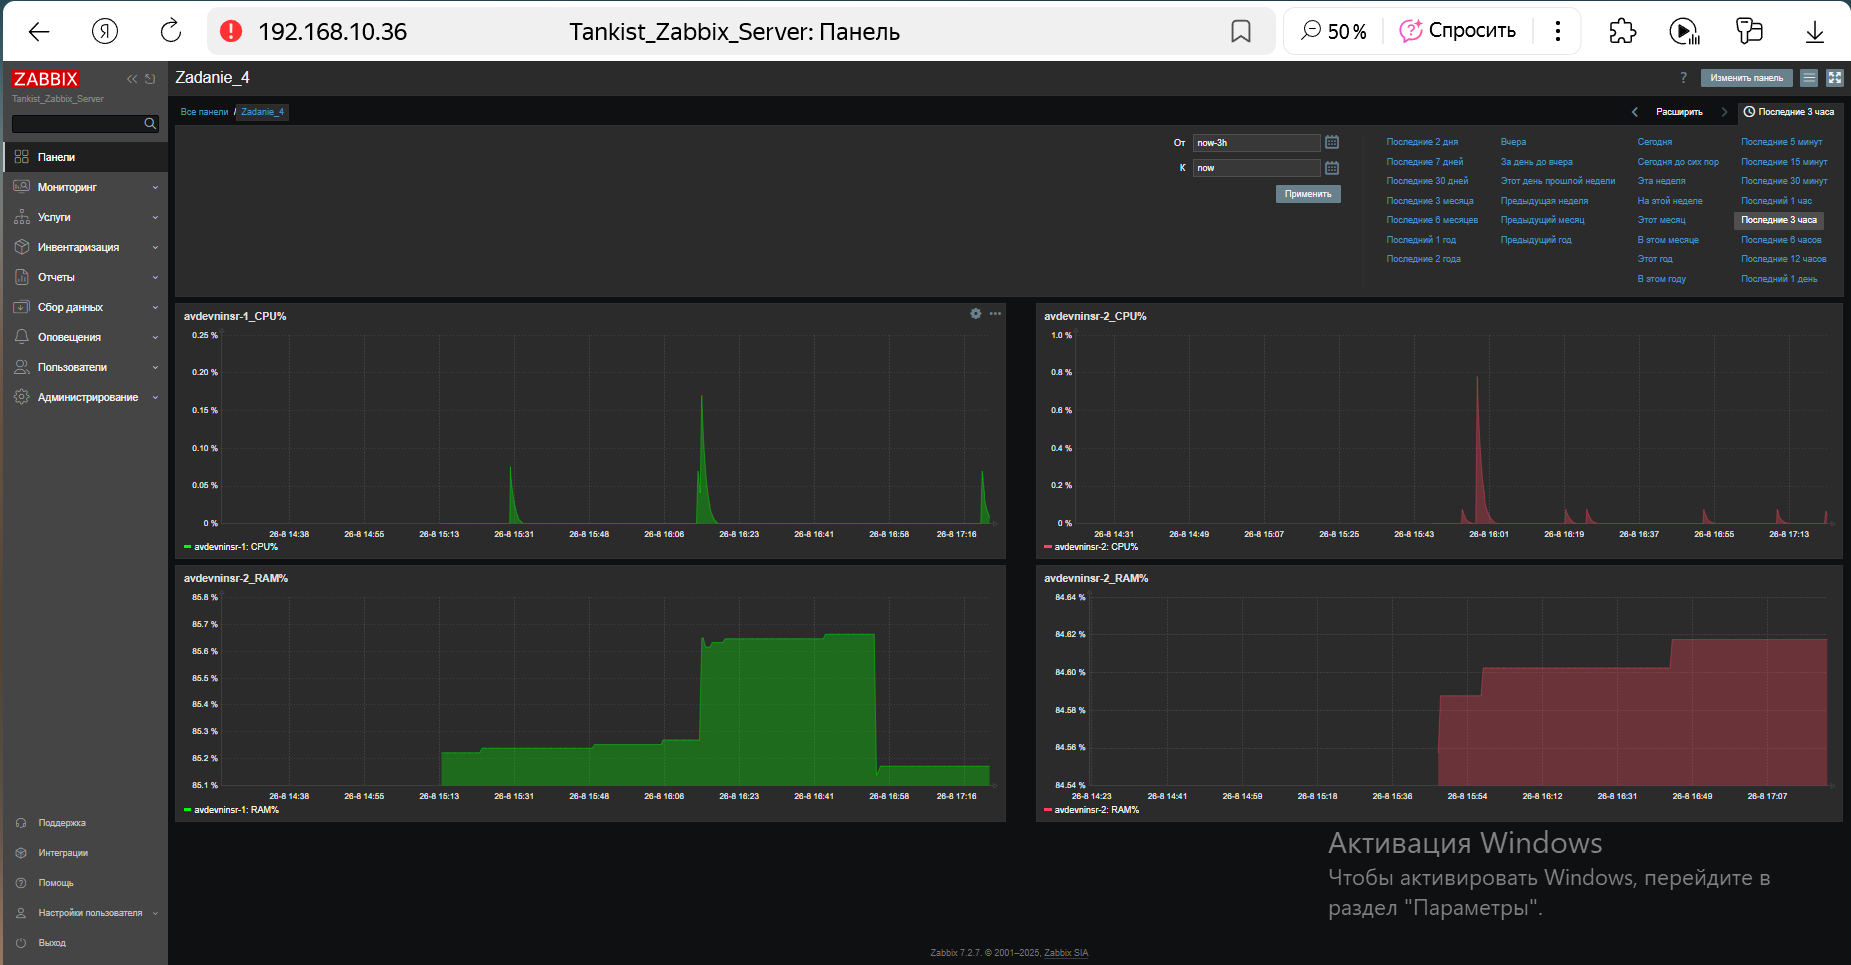 192.168.10.36 Tankist_Zabbix_Server: Панель 50 % Спросить
ZABBIX
Tankist_Zabbix_Server
Панели
Мониторинг
Услуги
Инвентаризация
Отчеты
Сбор данных
Оповещения
Пользователи
Администрирование
Поддержка
Интеграции
Помощь
Настройки пользователя
Выход
Zadanie_4
? Изменить панель
Все панели / Zadanie_4
Расширить Последние 3 часа
От now-3h
К now
Применить
Последние 2 дня Вчера Сегодня Последние 5 минут
Последние 7 дней За день до вчера Сегодня до сих пор Последние 15 минут
Последние 30 дней Этот день прошлой недели Эта неделя Последние 30 минут
Последние 3 месяца Предыдущая неделя На этой неделе Последний 1 час
Последние 6 месяцев Предыдущий месяц Этот месяц Последние 3 часа
Последний 1 год Предыдущий год В этом месяце Последние 6 часов
Последние 2 года Этот год Последние 12 часов
В этом году Последний 1 день
avdevninsr-1_CPU%
0.25 %
0.20 %
0.15 %
0.10 %
0.05 %
0 %
26-8 14:38 26-8 14:55 26-8 15:13 26-8 15:31 26-8 15:48 26-8 16:06 26-8 16:23 26-8 16:41 26-8 16:58 26-8 17:16
avdevninsr-1: CPU%
avdevninsr-2_CPU%
1.0 %
0.8 %
0.6 %
0.4 %
0.2 %
0 %
26-8 14:31 26-8 14:49 26-8 15:07 26-8 15:25 26-8 15:43 26-8 16:01 26-8 16:19 26-8 16:37 26-8 16:55 26-8 17:13
avdevninsr-2: CPU%
avdevninsr-2_RAM%
85.8 %
85.7 %
85.6 %
85.5 %
85.4 %
85.3 %
85.2 %
85.1 %
26-8 14:38 26-8 14:55 26-8 15:13 26-8 15:31 26-8 15:48 26-8 16:06 26-8 16:23 26-8 16:41 26-8 16:58 26-8 17:16
avdevninsr-1: RAM%
avdevninsr-2_RAM%
84.64 %
84.62 %
84.60 %
84.58 %
84.56 %
84.54 %
26-8 14:23 26-8 14:41 26-8 14:59 26-8 15:18 26-8 15:36 26-8 15:54 26-8 16:12 26-8 16:31 26-8 16:49 26-8 17:07
avdevninsr-2: RAM%
Активация Windows
Чтобы активировать Windows, перейдите в
раздел "Параметры".
Zabbix 7.2.7. © 2001–2025, Zabbix SIA